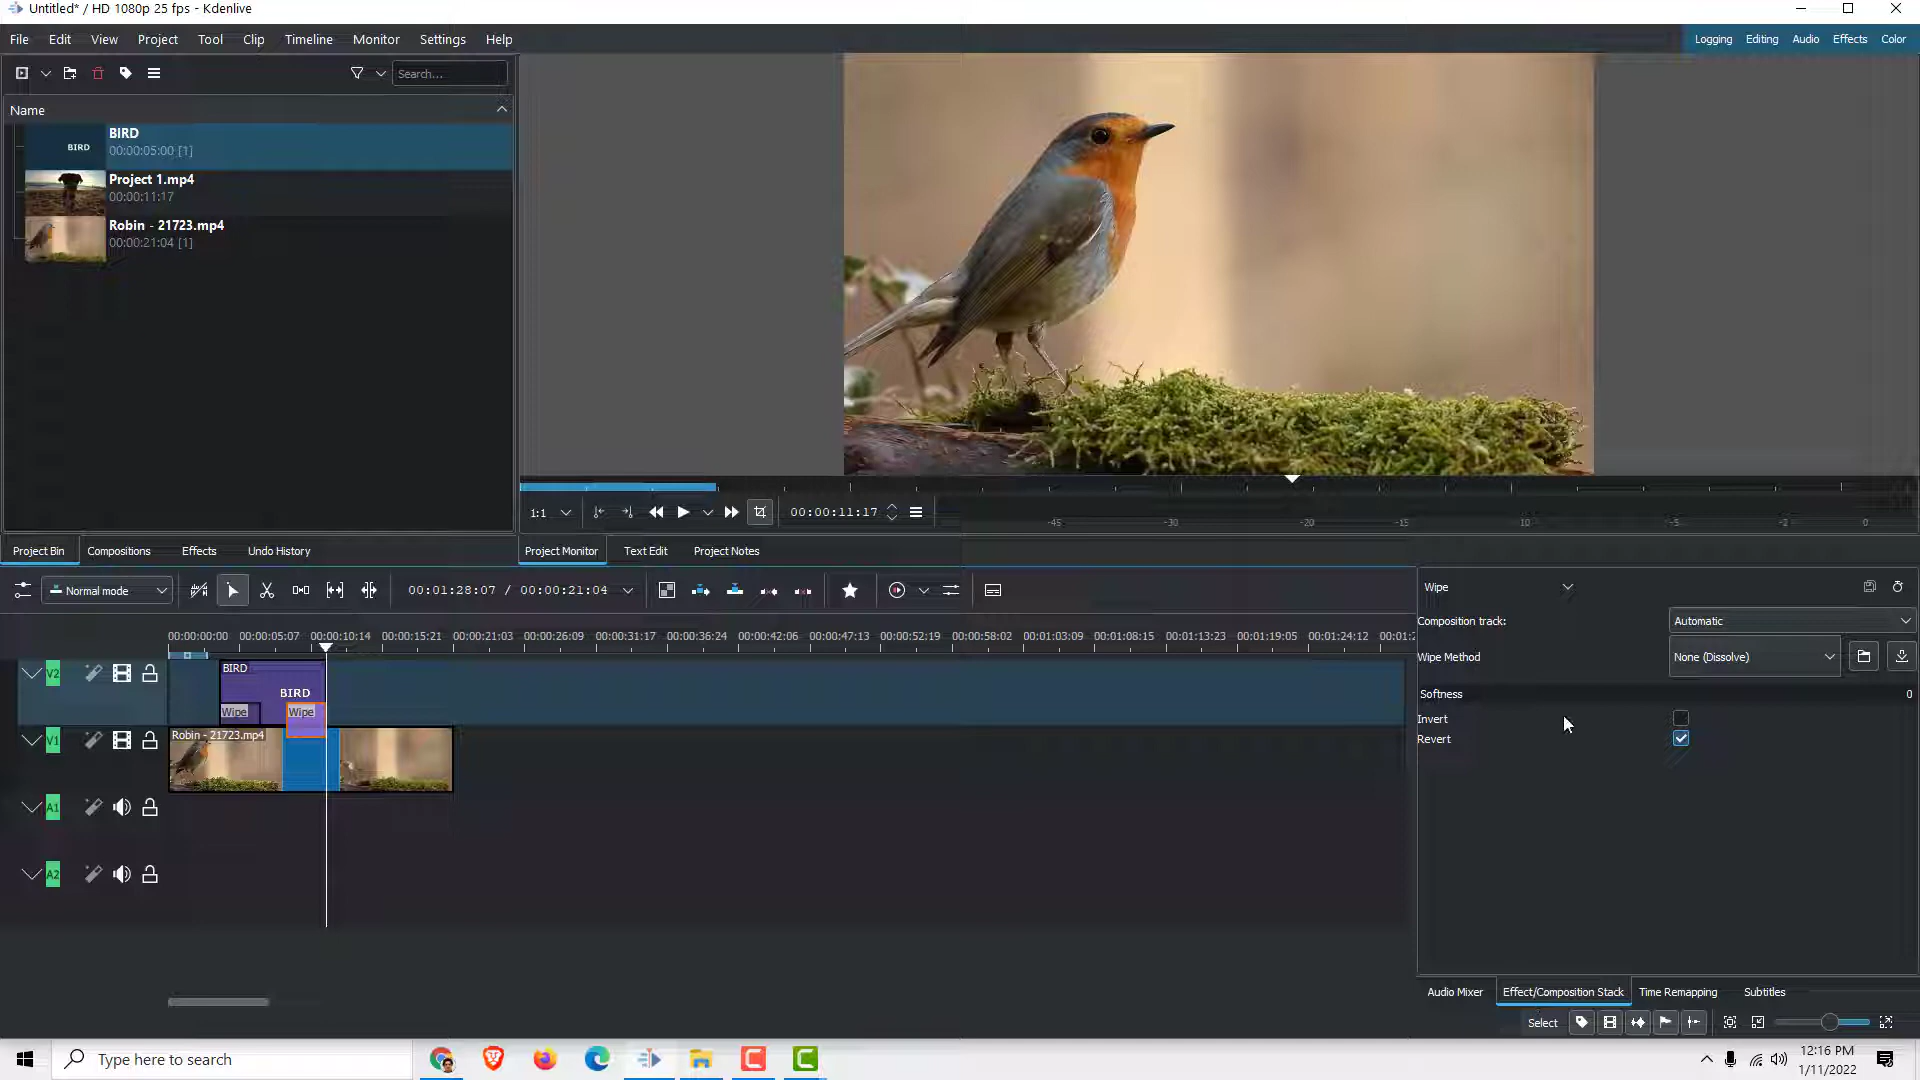 Untitled* / HD 1080p 25 fps - Kdenlive
File Edit View Project Tool Clip Timeline Monitor Settings Help
Logging Editing Audio Effects Color
Search...
Name
BIRD
BIRD
00:00:05:00 [1]
Project 1.mp4
00:00:11:17
Robin - 21723.mp4
00:00:21:04 [1]
1:1
00:00:11:17
-45 -30 -20 -15 -10 -5 -2 0
Project Bin Compositions Effects Undo History
Project Monitor Text Edit Project Notes
Normal mode
00:01:28:07 / 00:00:21:04
00:00:00:00 00:00:05:07 00:00:10:14 00:00:15:21 00:00:21:03 00:00:26:09 00:00:31:17 00:00:36:24 00:00:42:06 00:00:47:13 00:00:52:19 00:00:58:02 00:01:03:09 00:01:08:15 00:01:13:23 00:01:19:05 00:01:24:12 00:01:2
V2
BIRD
BIRD
Wipe Wipe
V1
Robin - 21723.mp4
A1
A2
Wipe
Composition track: Automatic
Wipe Method None (Dissolve)
Softness 0
Invert
Revert
Audio Mixer Effect/Composition Stack Time Remapping Subtitles
Select
Type here to search
12:16 PM
1/11/2022